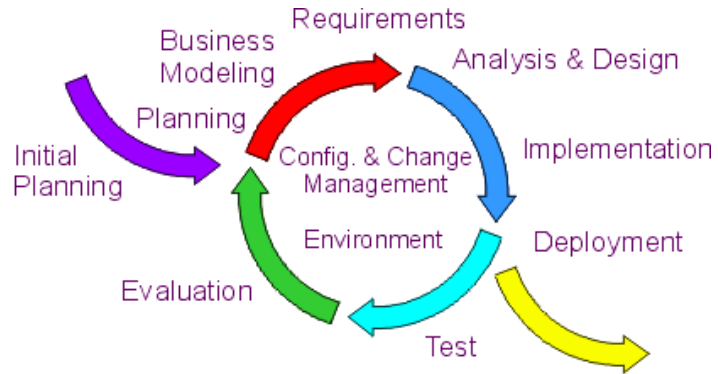 Requirements
Business
Modeling
Analysis & Design
Planning
Initial
Planning
Config. & Change
Management
Implementation
Environment
Deployment
Evaluation
Test